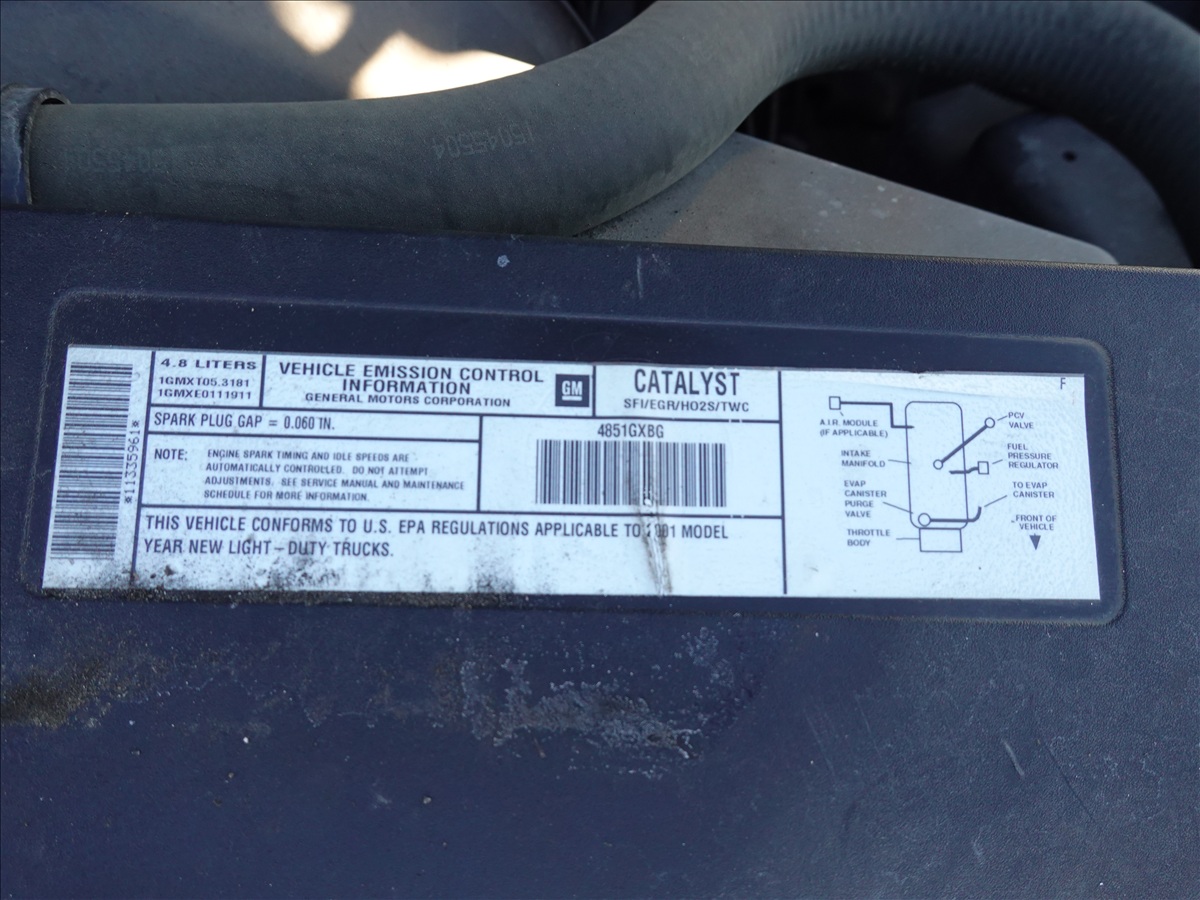 15045504
*11335961*
4.8 LITERS
1GMXT05.3181
1GMXE0111911
VEHICLE EMISSION CONTROL
INFORMATION
GENERAL MOTORS CORPORATION
GM
CATALYST
SFI/EGR/HO2S/TWC
SPARK PLUG GAP = 0.060 IN.
NOTE: ENGINE SPARK TIMING AND IDLE SPEEDS ARE
AUTOMATICALLY CONTROLLED. DO NOT ATTEMPT
ADJUSTMENTS. SEE SERVICE MANUAL AND MAINTENANCE
SCHEDULE FOR MORE INFORMATION.
4851GXBG
THIS VEHICLE CONFORMS TO U.S. EPA REGULATIONS APPLICABLE TO 2001 MODEL
YEAR NEW LIGHT-DUTY TRUCKS.
F
A.I.R. MODULE
(IF APPLICABLE)
INTAKE
MANIFOLD
EVAP
CANISTER
PURGE
VALVE
THROTTLE
BODY
PCV
VALVE
FUEL
PRESSURE
REGULATOR
TO EVAP
CANISTER
FRONT OF
VEHICLE